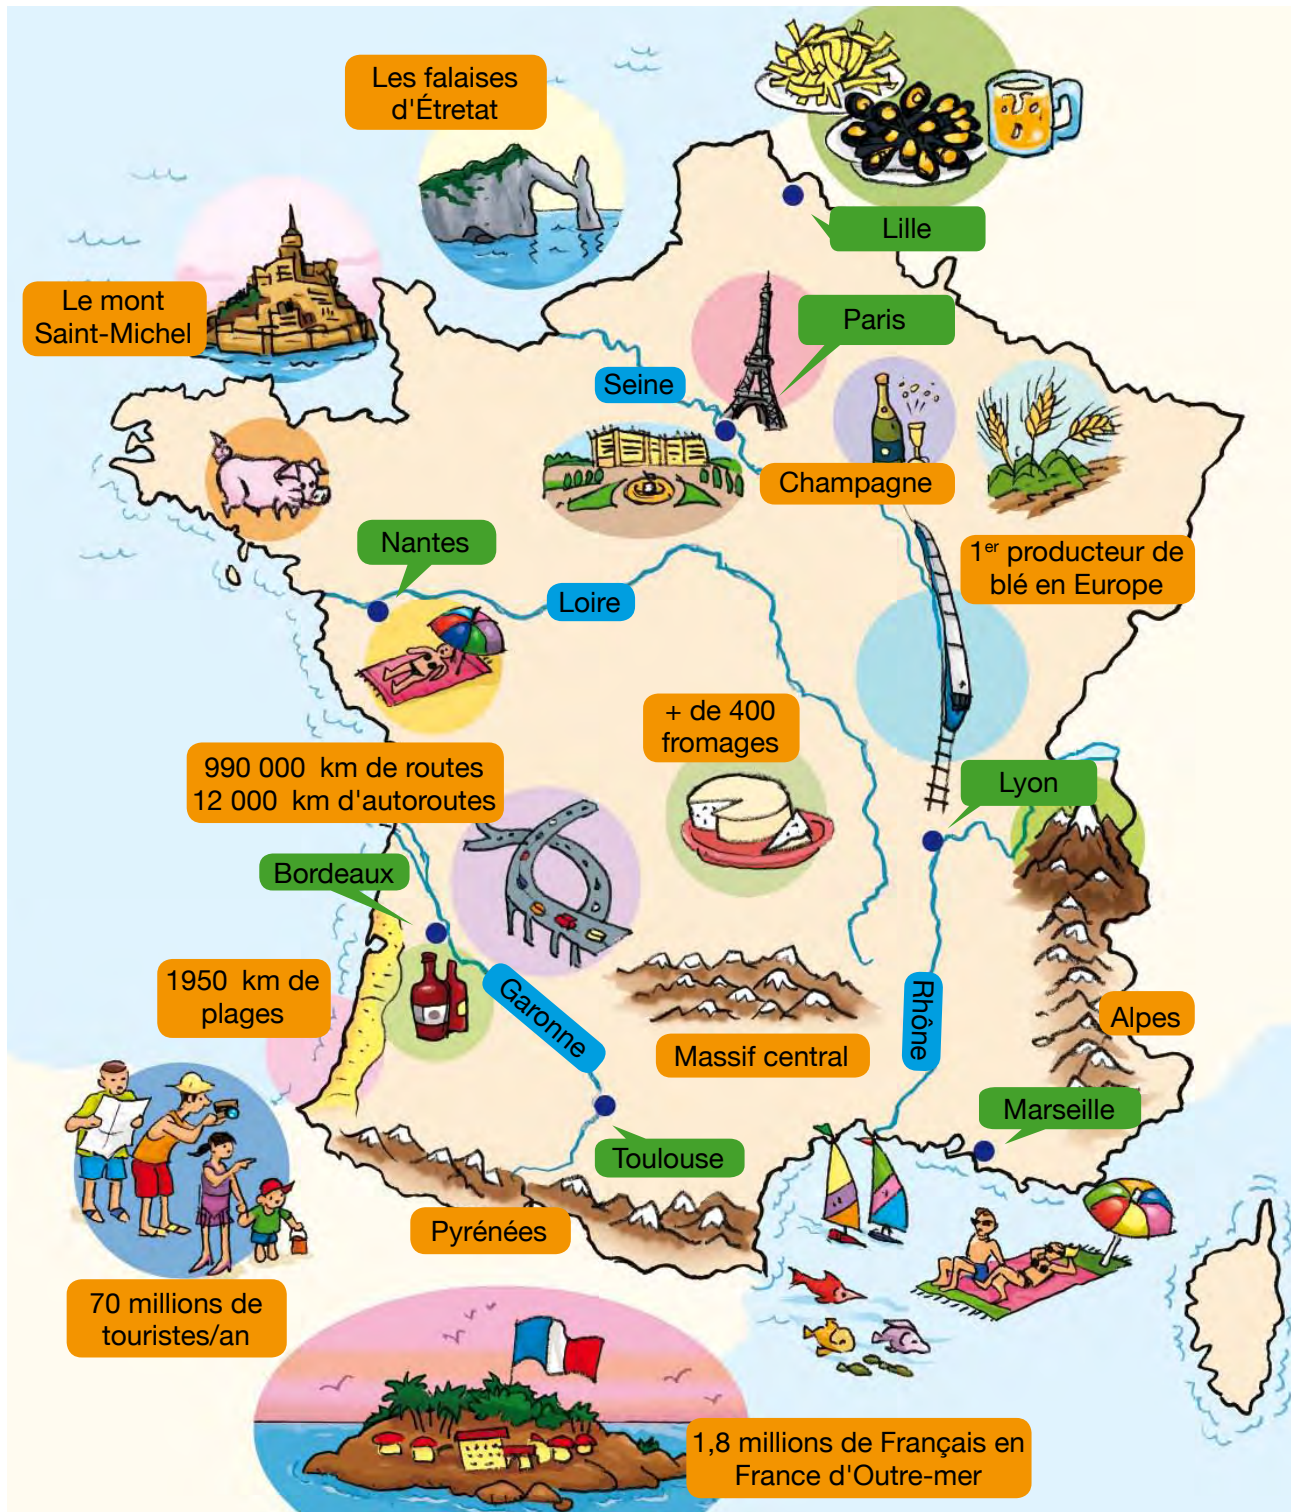 Les falaises
d'Étretat
Lille
Le mont
Saint-Michel
Paris
Seine
Champagne
Nantes
1er producteur de
blé en Europe
Loire
+ de 400
fromages
990 000 km de routes
12 000 km d'autoroutes
Lyon
Bordeaux
1950 km de
plages
Garonne
Rhône
Alpes
Massif central
Marseille
Toulouse
Pyrénées
70 millions de
touristes/an
1,8 millions de Français en
France d'Outre-mer